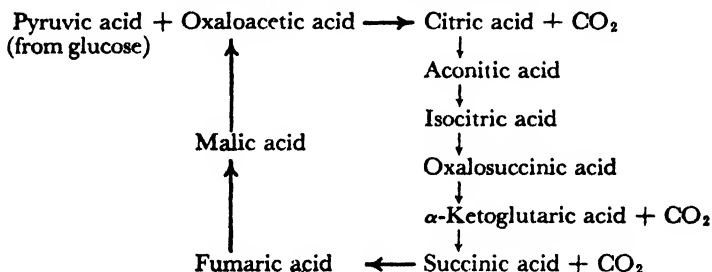 Pyruvic acid + Oxaloacetic acid → Citric acid + CO₂
(from glucose)
↓
Aconitic acid
↓
Isocitric acid
Malic acid
↓
Oxalosuccinic acid
↓
α-Ketoglutaric acid + CO₂
↓
Fumaric acid ← Succinic acid + CO₂